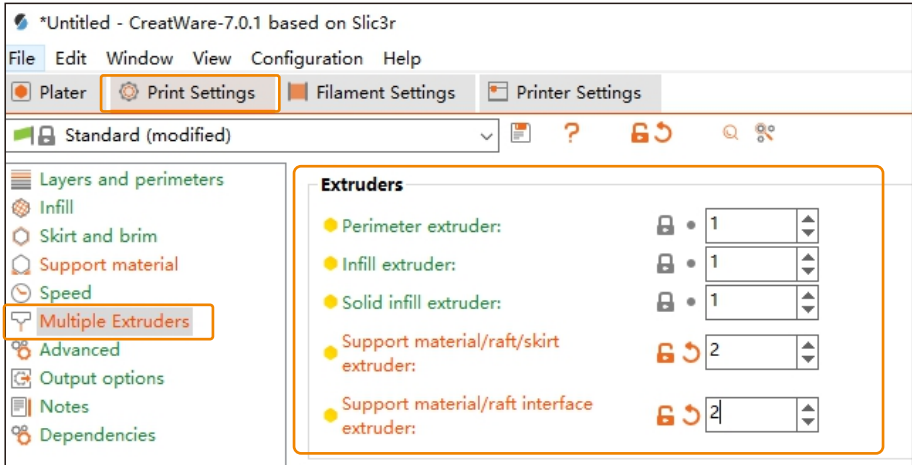 *Untitled - CreatWare-7.0.1 based on Slic3r
File Edit Window View Configuration Help
Plater Print Settings Filament Settings Printer Settings
Standard (modified)
Layers and perimeters
Infill
Skirt and brim
Support material
Speed
Multiple Extruders
Advanced
Output options
Notes
Dependencies
Extruders
Perimeter extruder: 1
Infill extruder: 1
Solid infill extruder: 1
Support material/raft/skirt
extruder: 2
Support material/raft interface
extruder: 2